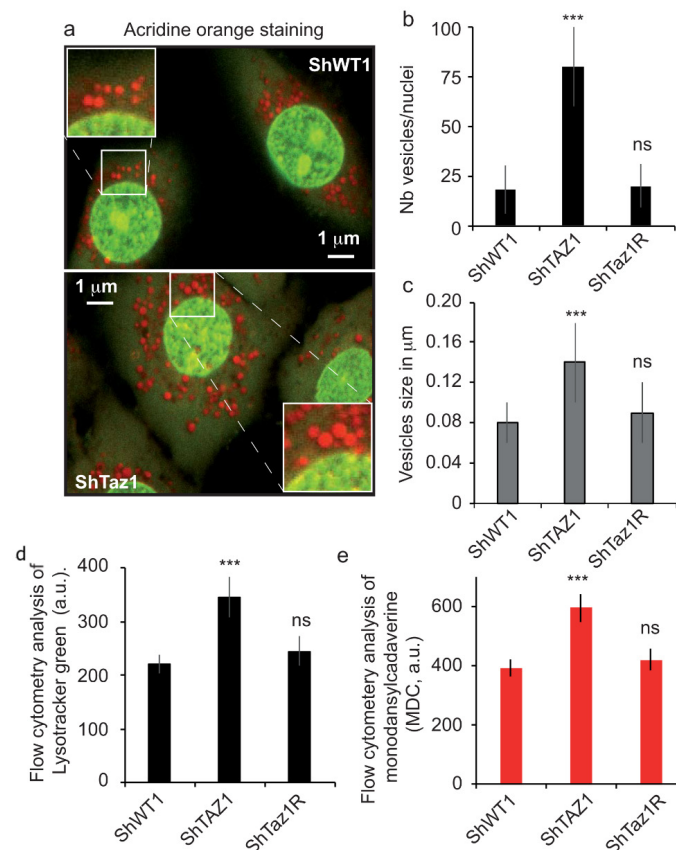 a
Acridine orange staining
ShWT1
1 μm
1 μm
ShTaz1
b
Nb vesicles/nuclei
100
75
50
25
0
***
ns
ShWT1
ShTAZ1
ShTaz1R
c
Vesicles size in μm
0.20
0.16
0.12
0.08
0.04
0
***
ns
ShWT1
ShTAZ1
ShTaz1R
d
Flow cytometry analysis of
Lysotracker green (a.u.).
400
300
200
100
0
***
ns
ShWT1
ShTAZ1
ShTaz1R
e
Flow cytometery analysis of
monodansylcadaverine
(MDC, a.u.)
600
400
200
0
***
ns
ShWT1
ShTAZ1
ShTaz1R